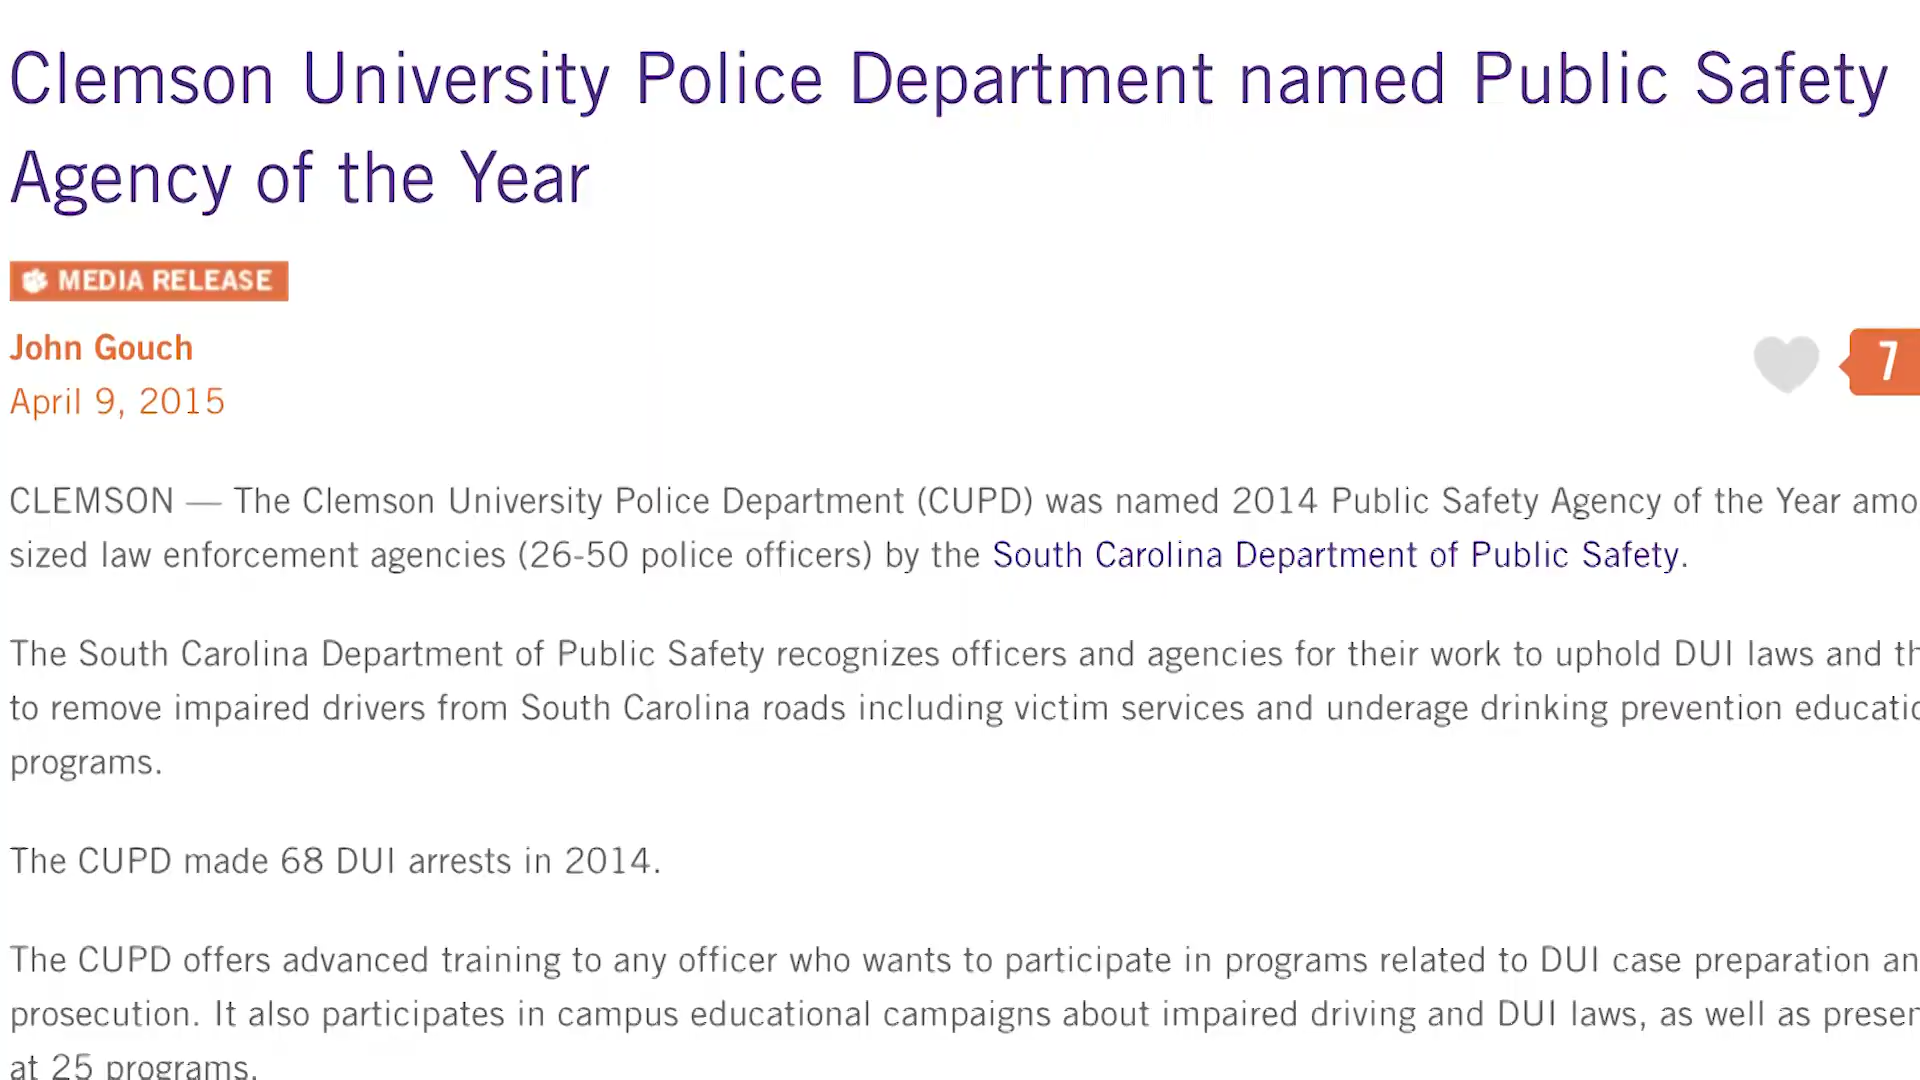 Clemson University Police Department named Public Safety
Agency of the Year
MEDIA RELEASE
John Gouch
7
April 9, 2015
CLEMSON — The Clemson University Police Department (CUPD) was named 2014 Public Safety Agency of the Year
sized law enforcement agencies (26-50 police officers) by the South Carolina Department of Public Safety.
The South Carolina Department of Public Safety recognizes officers and agencies for their work to uphold DUI laws and
to remove impaired drivers from South Carolina roads including victim services and underage drinking prevention
programs.
The CUPD made 68 DUI arrests in 2014.
The CUPD offers advanced training to any officer who wants to participate in programs related to DUI case preparation
prosecution. It also participates in campus educational campaigns about impaired driving and DUI laws, as well as
at 25 programs.